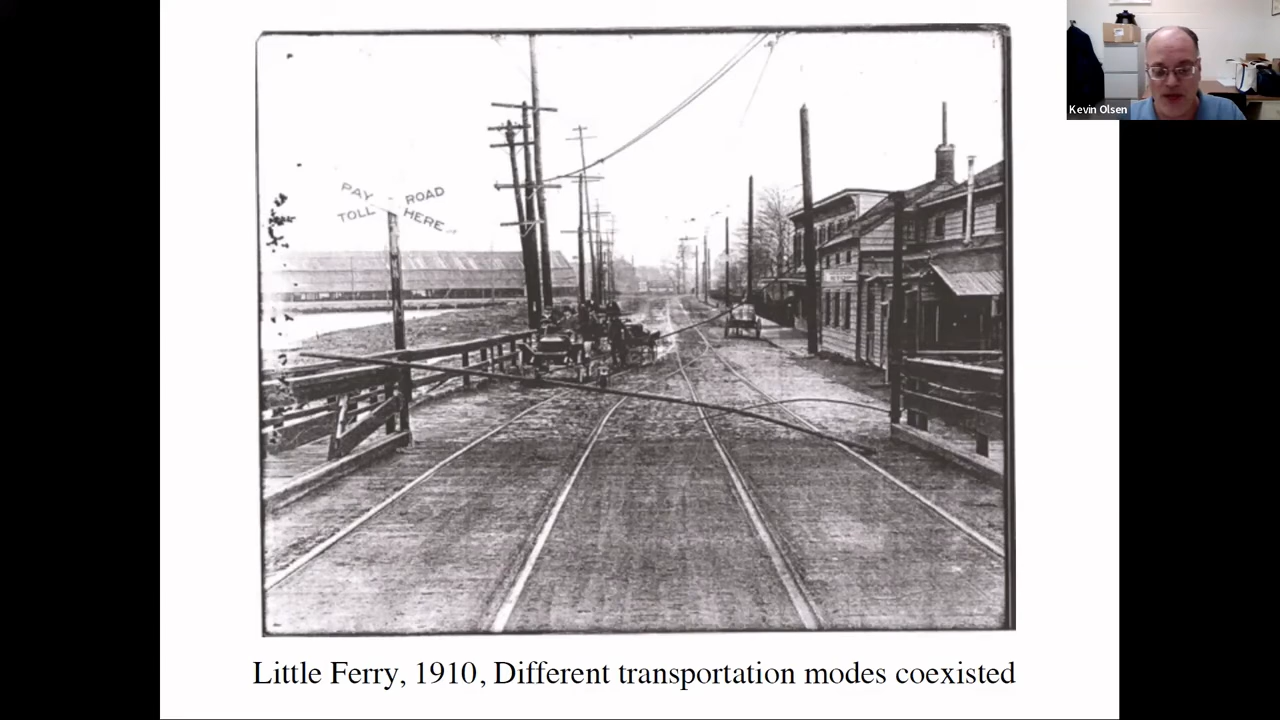 PAY ROAD
TOLL HERE
Kevin Olsen
Little Ferry, 1910, Different transportation modes coexisted